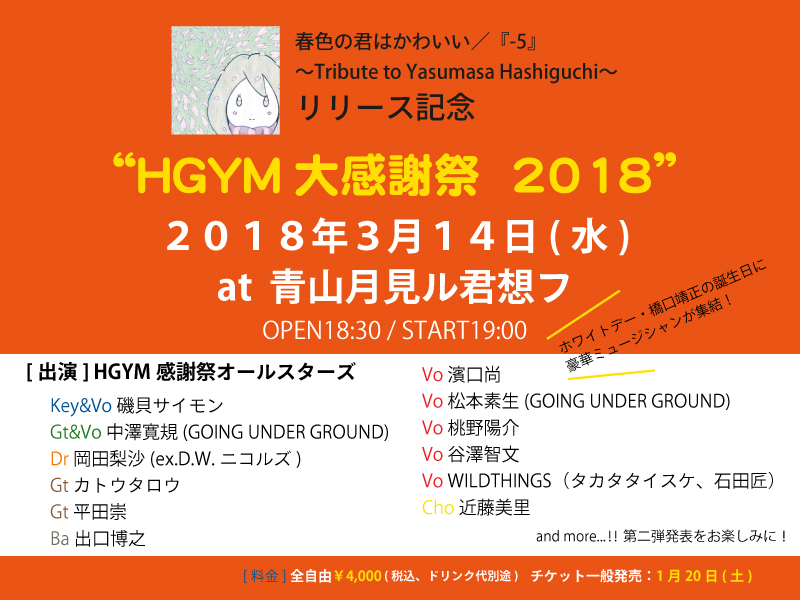 春色の君はかわいい／『-5』
～Tribute to Yasumasa Hashiguchi～
リリース記念
“HGYM 大感謝祭 2018”
２０１８年３月１４日(水)
at 青山月見ル君想フ
OPEN18:30 / START19:00
ホワイトデー・橋口靖正の誕生日に
豪華ミュージシャンが集結！
[出演] HGYM 感謝祭オールスターズ
Key&Vo 磯貝サイモン
Gt&Vo 中澤寛規 (GOING UNDER GROUND)
Dr 岡田梨沙 (ex.D.W. ニコルズ)
Gt カトウタロウ
Gt 平田崇
Ba 出口博之
Vo 濱口尚
Vo 松本素生 (GOING UNDER GROUND)
Vo 桃野陽介
Vo 谷澤智文
Vo WILDTHINGS（タカタタイスケ、石田匠）
Cho 近藤美里
and more...!! 第二弾発表をお楽しみに！
[料金] 全自由￥4,000 (税込、ドリンク代別途) チケット一般発売：1月20日(土)